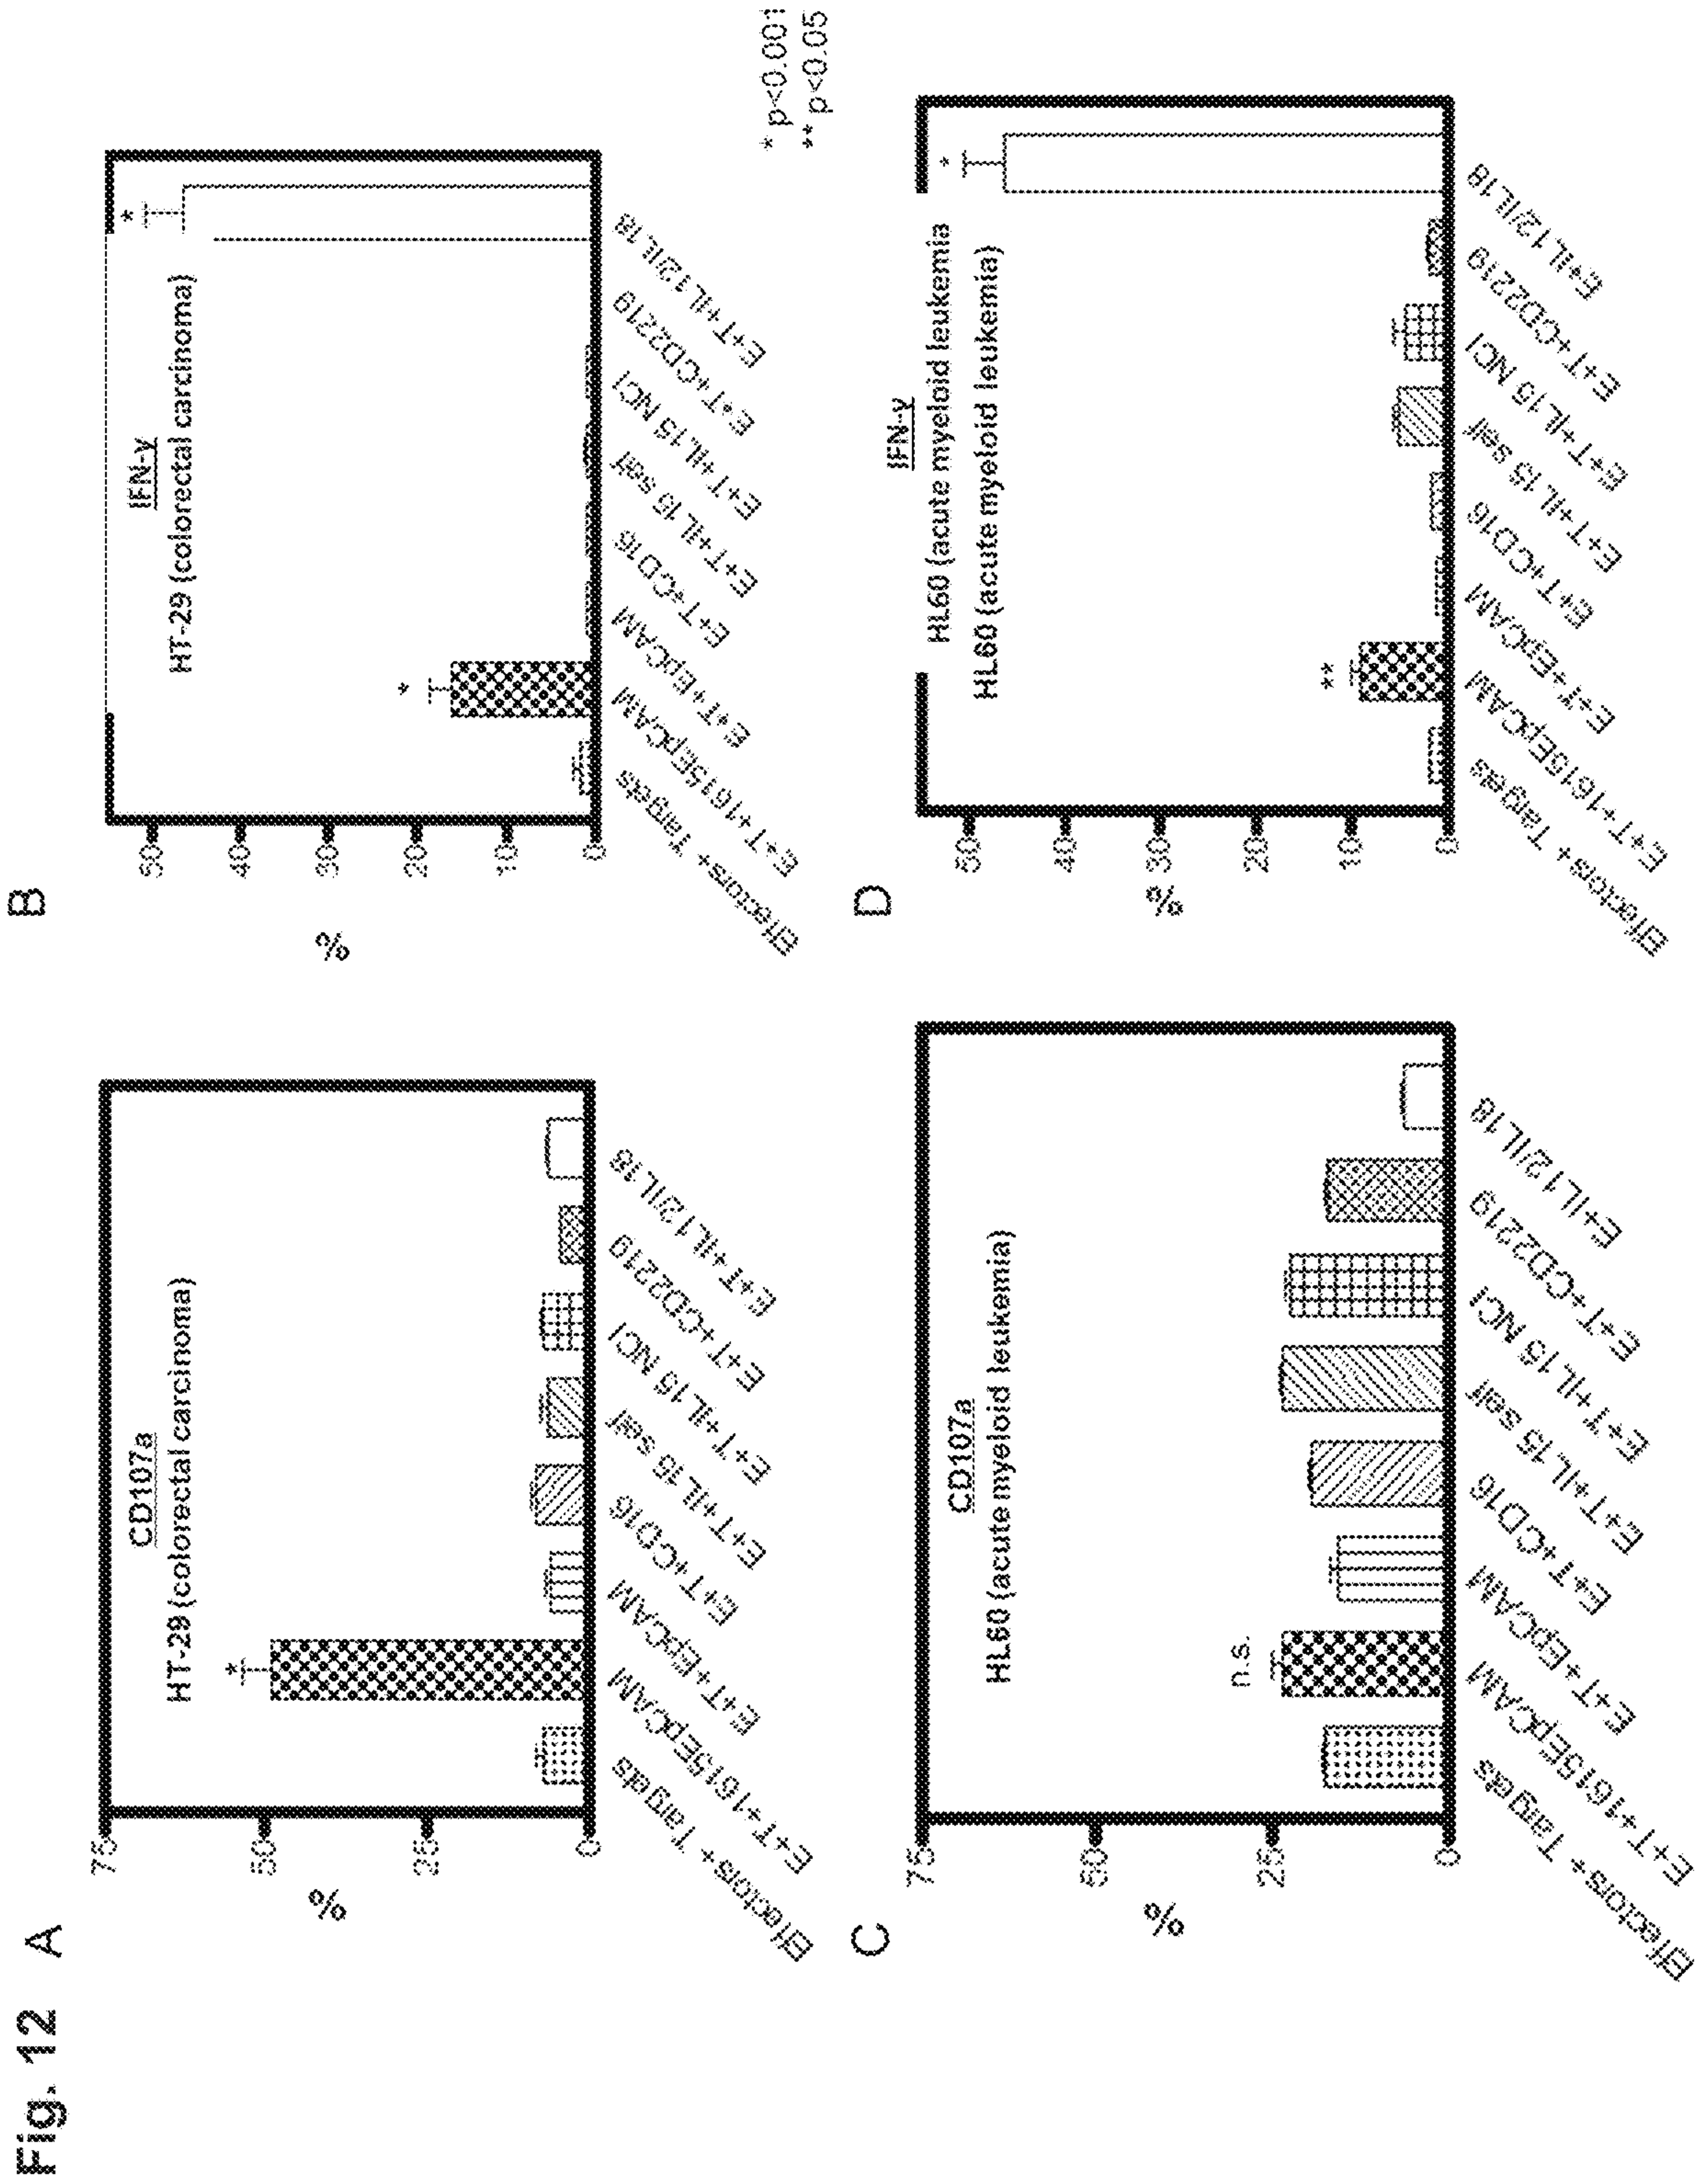 Fig. 12
A
CD107a
HT-29 (colorectal carcinoma)
%
75
50
25
0
Effectors+ Targets
E+T+1615EpCAM
E+T+EpCAM
E+T+CD16
E+T+IL15 self
E+T+IL15 NCI
E+T+CD2219
E+T+IL12/IL18
B
IFN-γ
HT-29 (colorectal carcinoma)
%
50
40
30
20
10
0
Effectors+ Targets
E+T+1615EpCAM
E+T+EpCAM
E+T+CD16
E+T+IL15 self
E+T+IL15 NCI
E+T+CD2219
E+T+IL12/IL18
*
*
*
* p<0.001
** p<0.05
C
CD107a
HL60 (acute myeloid leukemia)
%
75
50
25
0
n.s.
Effectors+ Targets
E+T+1615EpCAM
E+T+EpCAM
E+T+CD16
E+T+IL15 self
E+T+IL15 NCI
E+T+CD2219
E+IL12/IL18
D
IFN-γ
HL60 (acute myeloid leukemia
HL60 (acute myeloid leukemia)
%
50
40
30
20
10
0
**
*
Effectors+ Targets
E+T+1615EpCAM
E+T+EpCAM
E+T+CD16
E+T+IL15 self
E+T+IL15 NCI
E+T+CD2219
E+IL12/IL18